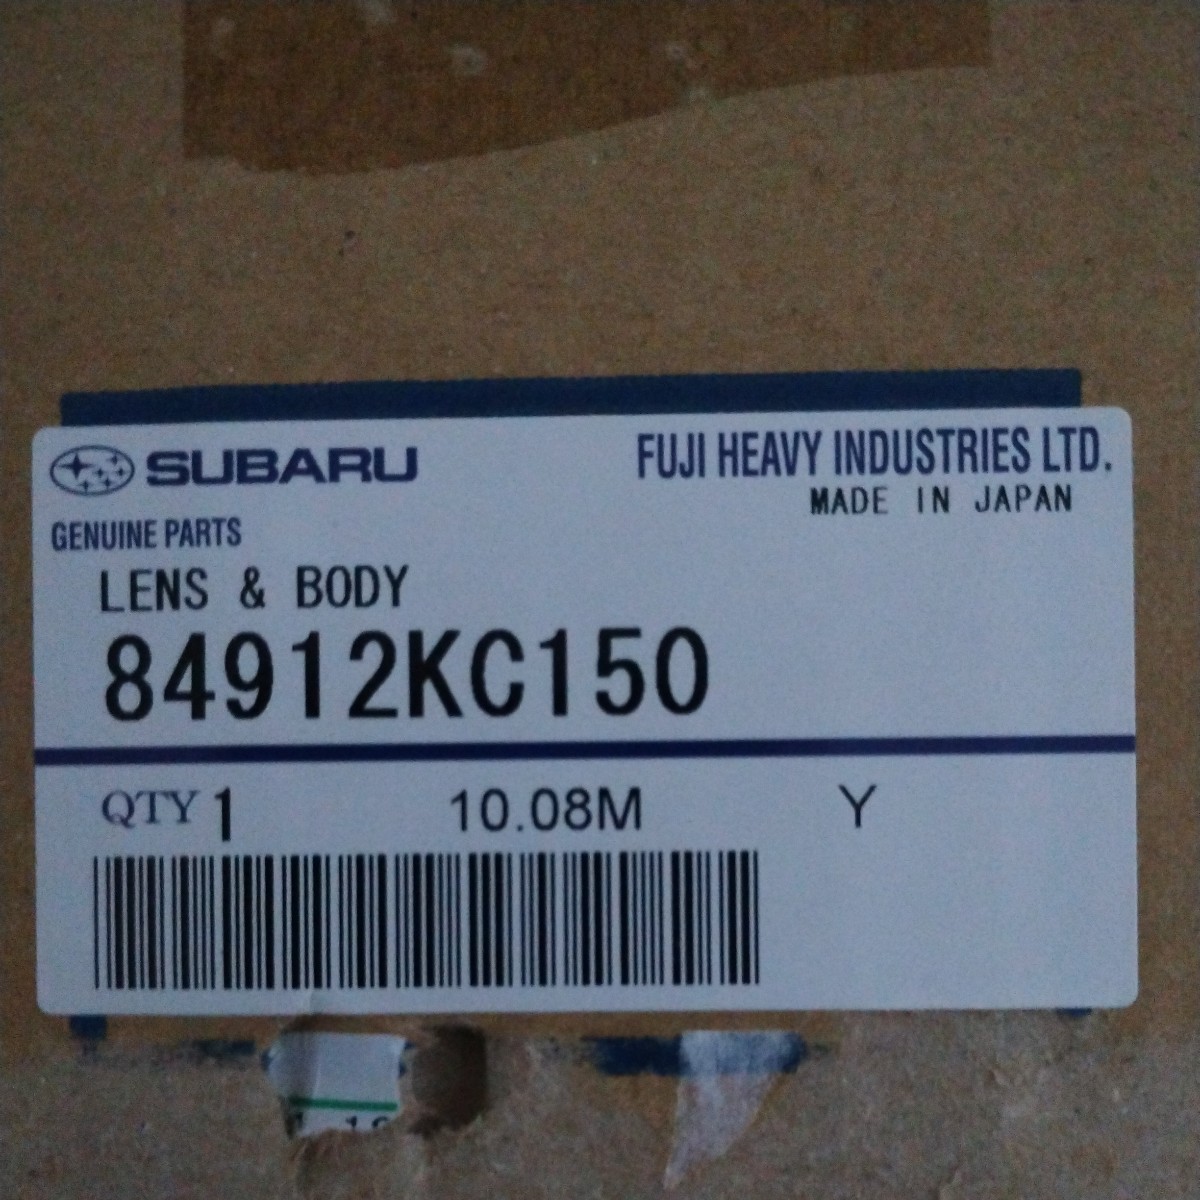 SUBARU
FUJI HEAVY INDUSTRIES LTD.
MADE IN JAPAN
GENUINE PARTS
LENS & BODY
84912KC150
QTY 1 10.08M Y